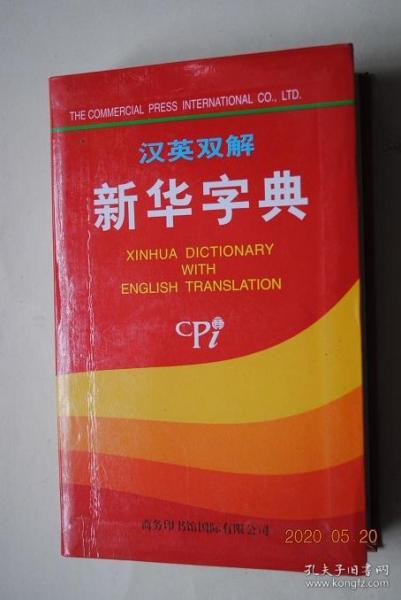 THE COMMERCIAL PRESS INTERNATIONAL CO., LTD.
汉英双解
新华字典
XINHUA DICTIONARY
WITH
ENGLISH TRANSLATION
CPi
商务印书馆国际有限公司
2020 05 20
孔夫子旧书网
www.kongfz.com